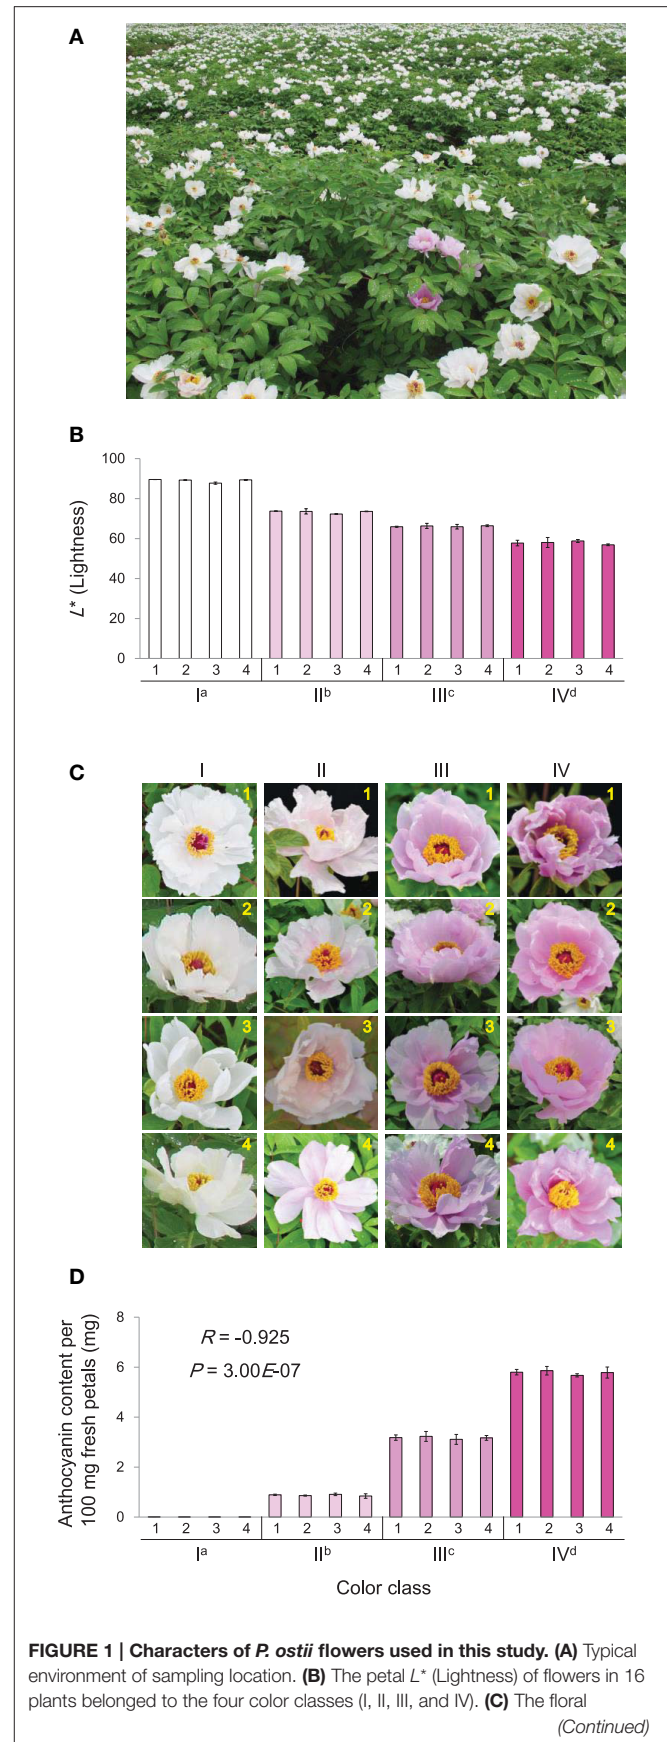 A
B
100
80
60
40
20
0
L* (Lightness)
1 2 3 4 1 2 3 4 1 2 3 4 1 2 3 4
Iᵃ IIᵇ IIIᶜ IVᵈ
C
I II III IV
1 1 1 1
2 2 2 2
3 3 3 3
4 4 4 4
D
8
6
4
2
0
Anthocyanin content per
100 mg fresh petals (mg)
R = -0.925
P = 3.00E-07
1 2 3 4 1 2 3 4 1 2 3 4 1 2 3 4
Iᵃ IIᵇ IIIᶜ IVᵈ
Color class
FIGURE 1 | Characters of P. ostii flowers used in this study. (A) Typical
environment of sampling location. (B) The petal L* (Lightness) of flowers in 16
plants belonged to the four color classes (I, II, III, and IV). (C) The floral
(Continued)